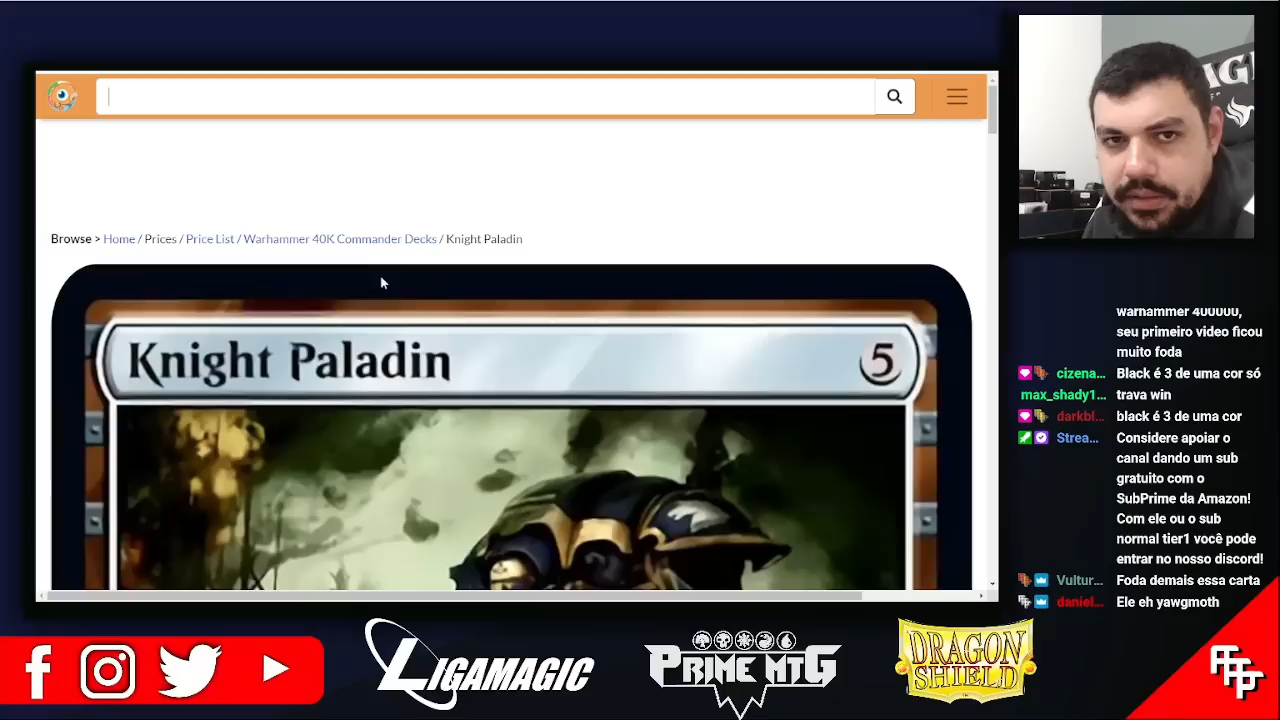 Browse > Home / Prices / Price List / Warhammer 40K Commander Decks / Knight Paladin
Knight Paladin 5
AGI
warhammer 400000,
seu primeiro video ficou
muito foda
cizena... Black é 3 de uma cor só
max_shady1... trava win
darkbl... black é 3 de uma cor
Strea... Considere apoiar o
canal dando um sub
gratuito com o
SubPrime da Amazon!
Com ele ou o sub
normal tier1 você pode
entrar no nosso discord!
Vultur... Foda demais essa carta
daniel... Ele eh yawgmoth
LIGAMAGIC
PRIME MTG
DRAGON
SHIELD